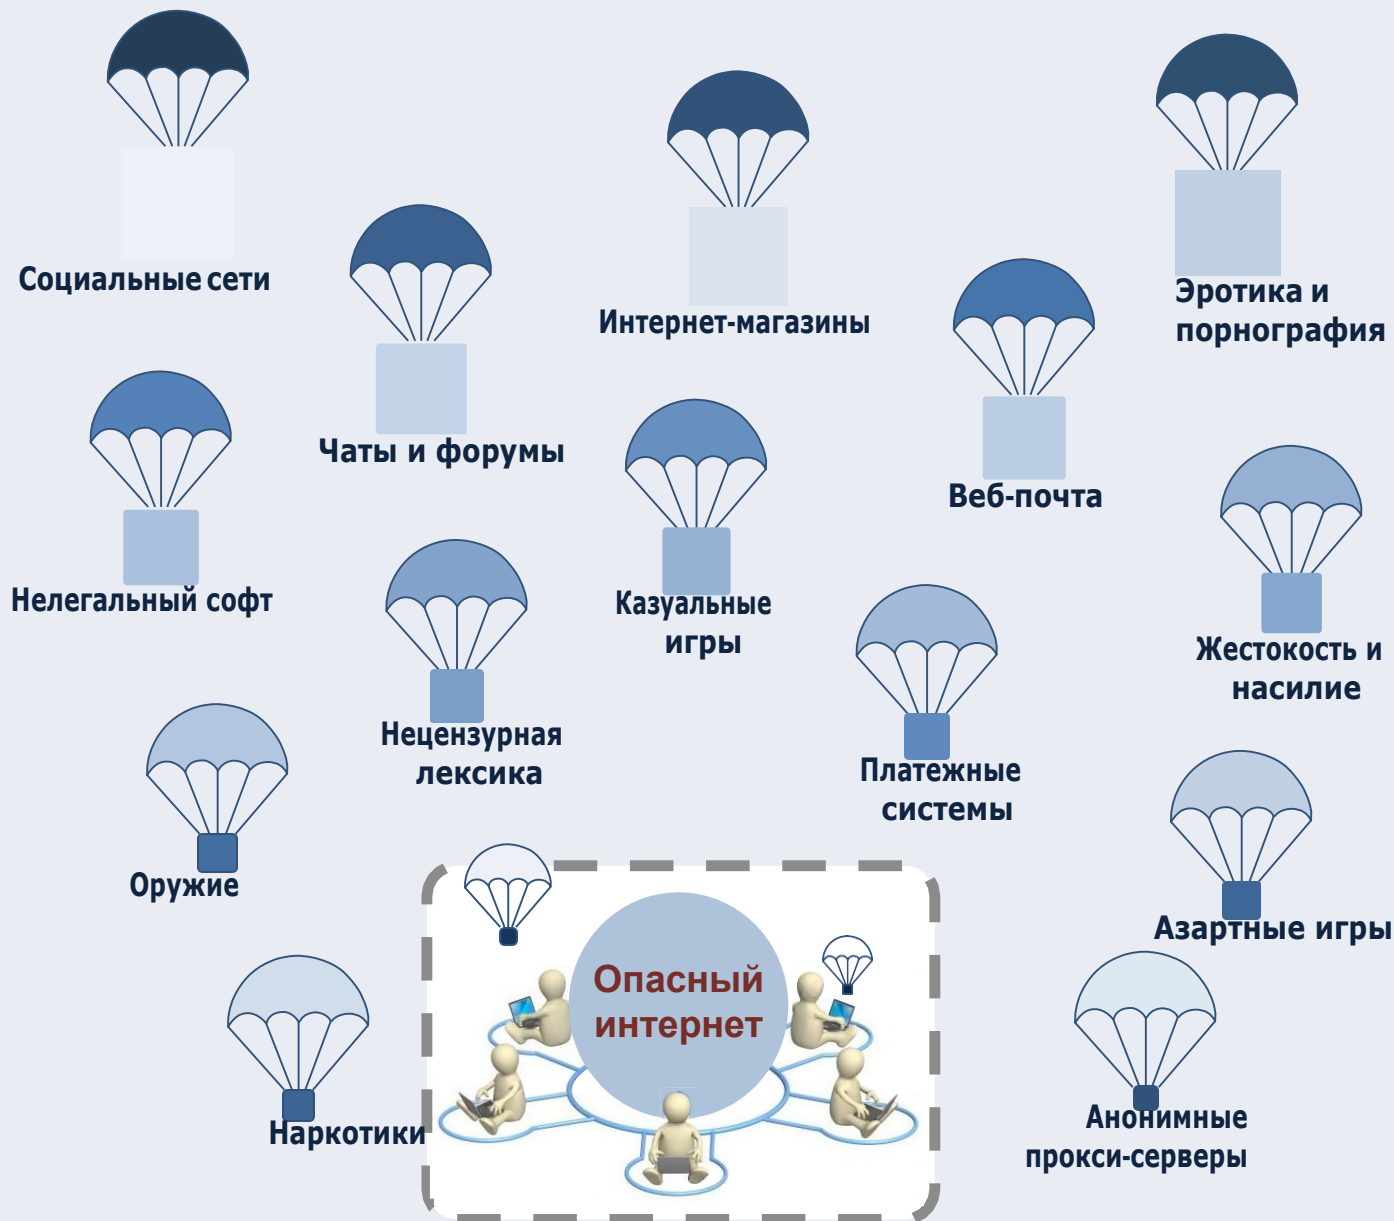 Социальные сети
Интернет-магазины
Эротика и
порнография
Чаты и форумы
Веб-почта
Нелегальный софт
Казуальные
игры
Жестокость и
насилие
Нецензурная
лексика
Платежные
системы
Оружие
Азартные игры
Опасный
интернет
Наркотики
Анонимные
прокси-серверы